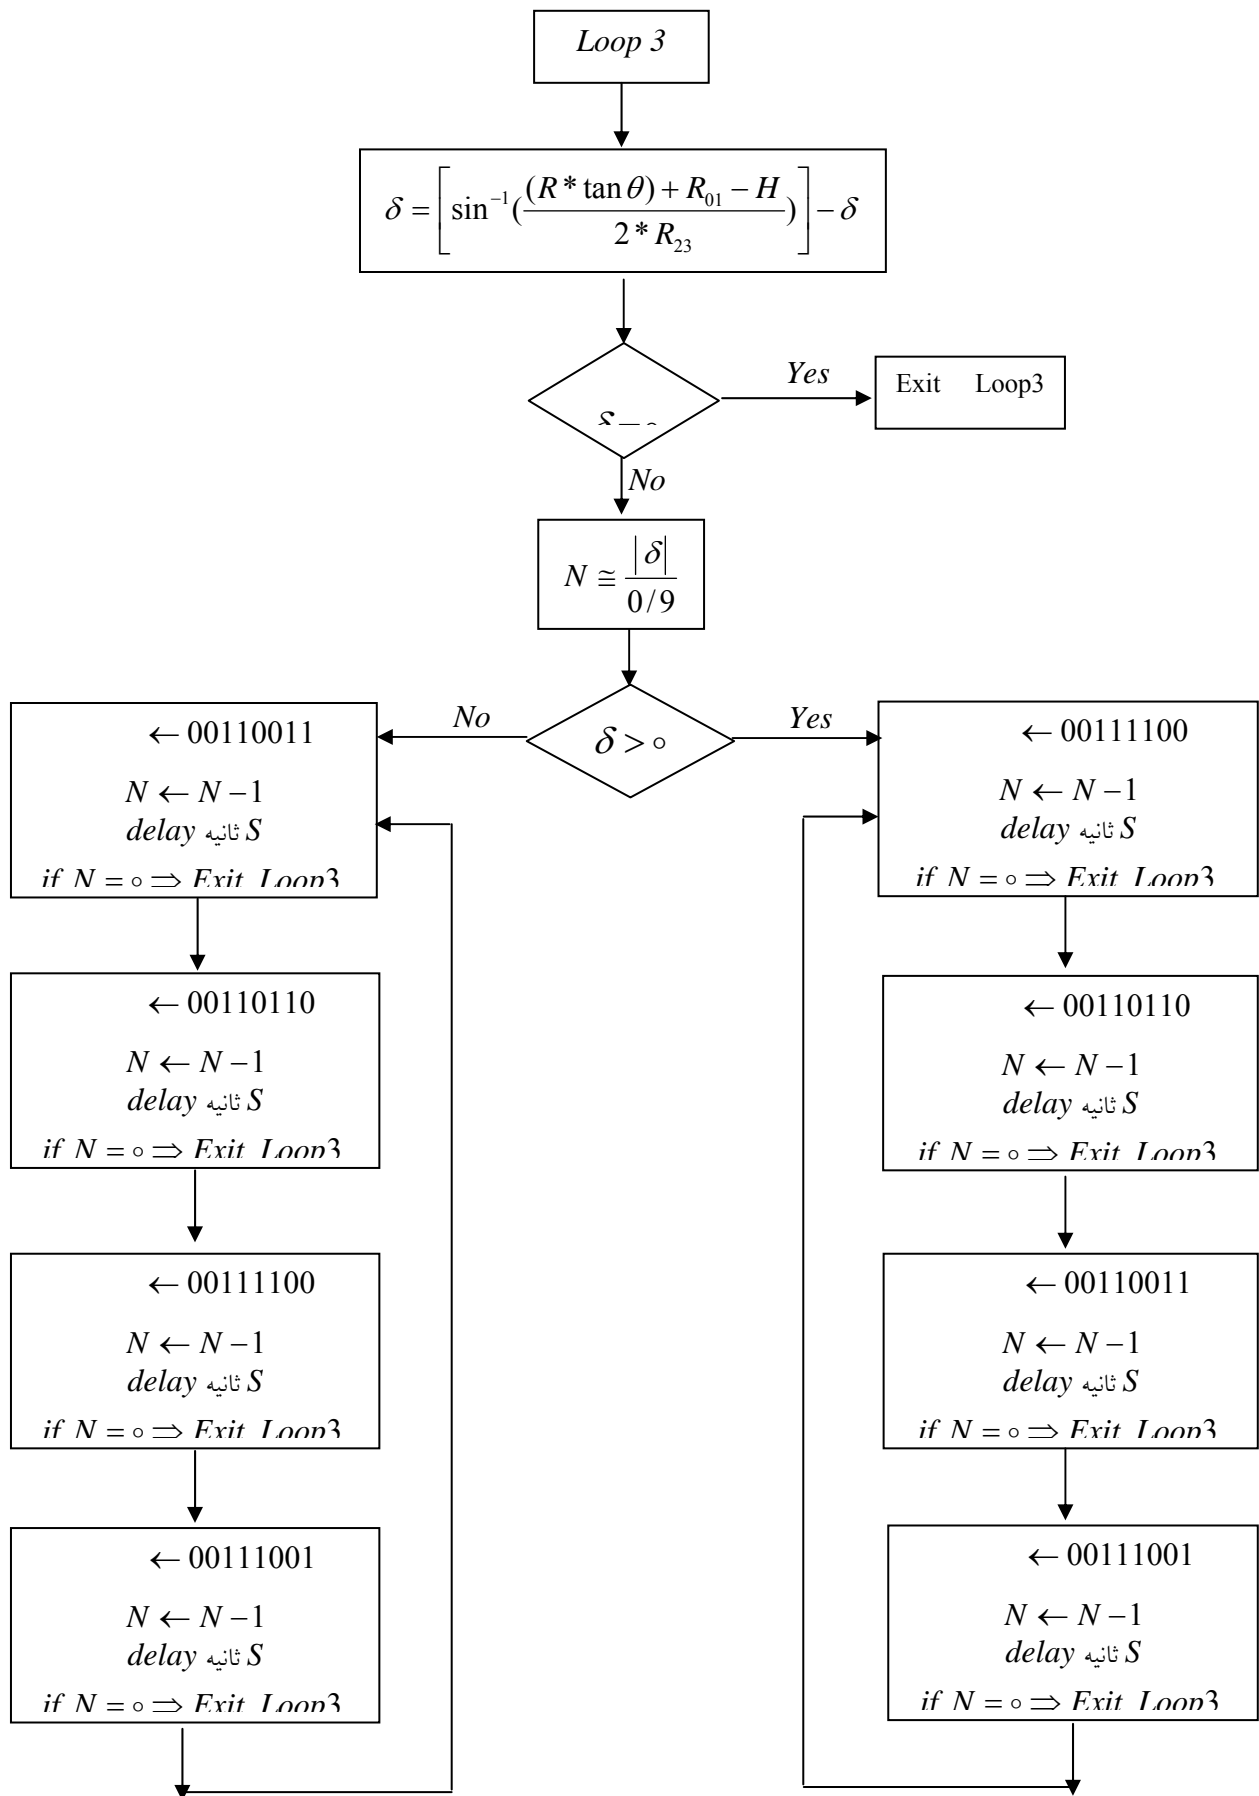 Loop 3
δ = [ sin⁻¹( ((R * tan θ) + R₀₁ − H) / (2 * R₂₃) ) ] − δ
Yes
Exit Loop3
δ = ∘
No
N ≅ |δ| / 0/9
No
δ > ∘
Yes
← 00110011
N ← N − 1
delay ثانیه S
if N = ∘ ⇒ Exit Loop3
← 00111100
N ← N − 1
delay ثانیه S
if N = ∘ ⇒ Exit Loop3
← 00110110
N ← N − 1
delay ثانیه S
if N = ∘ ⇒ Exit Loop3
← 00110110
N ← N − 1
delay ثانیه S
if N = ∘ ⇒ Exit Loop3
← 00111100
N ← N − 1
delay ثانیه S
if N = ∘ ⇒ Exit Loop3
← 00110011
N ← N − 1
delay ثانیه S
if N = ∘ ⇒ Exit Loop3
← 00111001
N ← N − 1
delay ثانیه S
if N = ∘ ⇒ Exit Loop3
← 00111001
N ← N − 1
delay ثانیه S
if N = ∘ ⇒ Exit Loop3